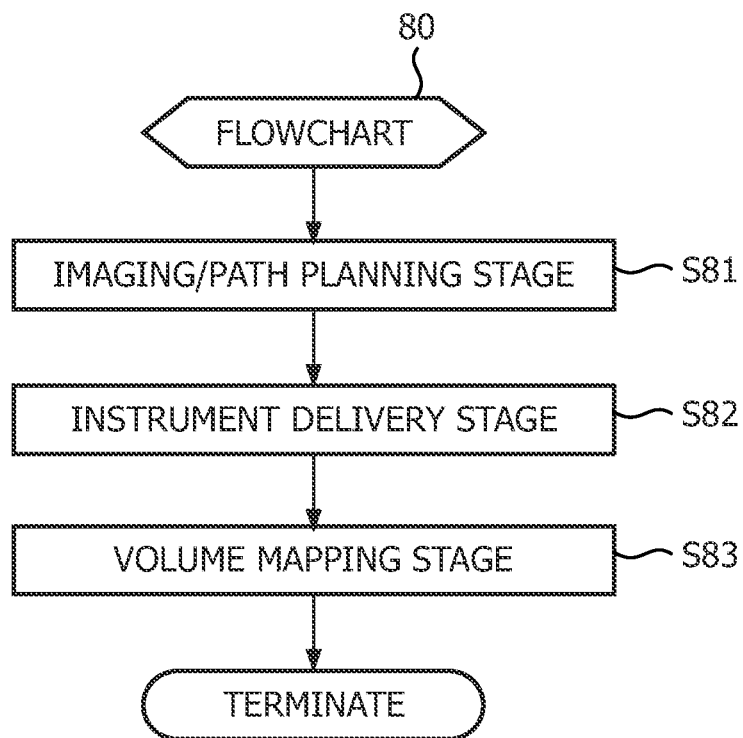 80
FLOWCHART
IMAGING/PATH PLANNING STAGE S81
INSTRUMENT DELIVERY STAGE S82
VOLUME MAPPING STAGE S83
TERMINATE